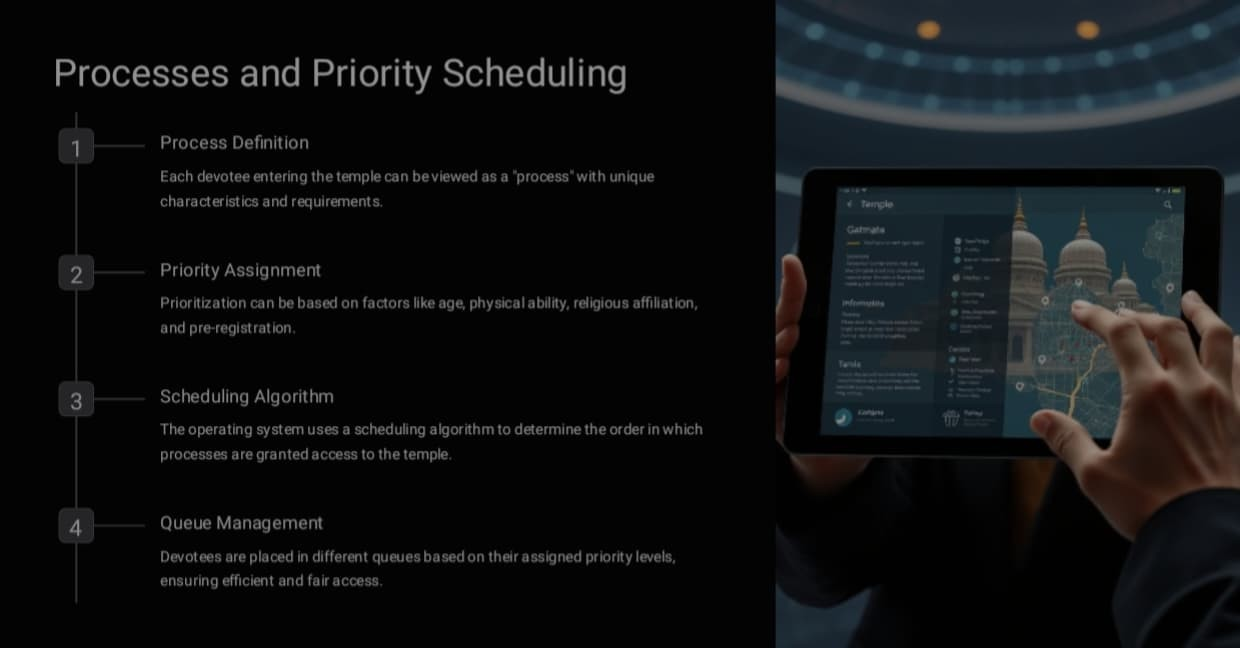 Processes and Priority Scheduling
1
Process Definition
Each devotee entering the temple can be viewed as a "process" with unique
characteristics and requirements.
2
Priority Assignment
Prioritization can be based on factors like age, physical ability, religious affiliation,
and pre-registration.
3
Scheduling Algorithm
The operating system uses a scheduling algorithm to determine the order in which
processes are granted access to the temple.
4
Queue Management
Devotees are placed in different queues based on their assigned priority levels,
ensuring efficient and fair access.
Temple